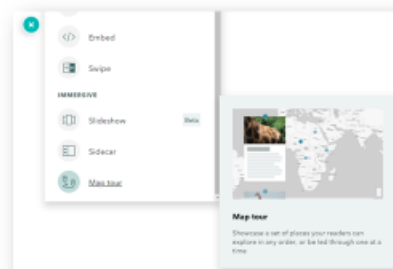 Embed
Swipe
IMMERSIVE
Slideshow
Beta
Sidecar
Map tour
Map tour
Showcase a set of places your readers can
explore in any order, or be led through one at a
time